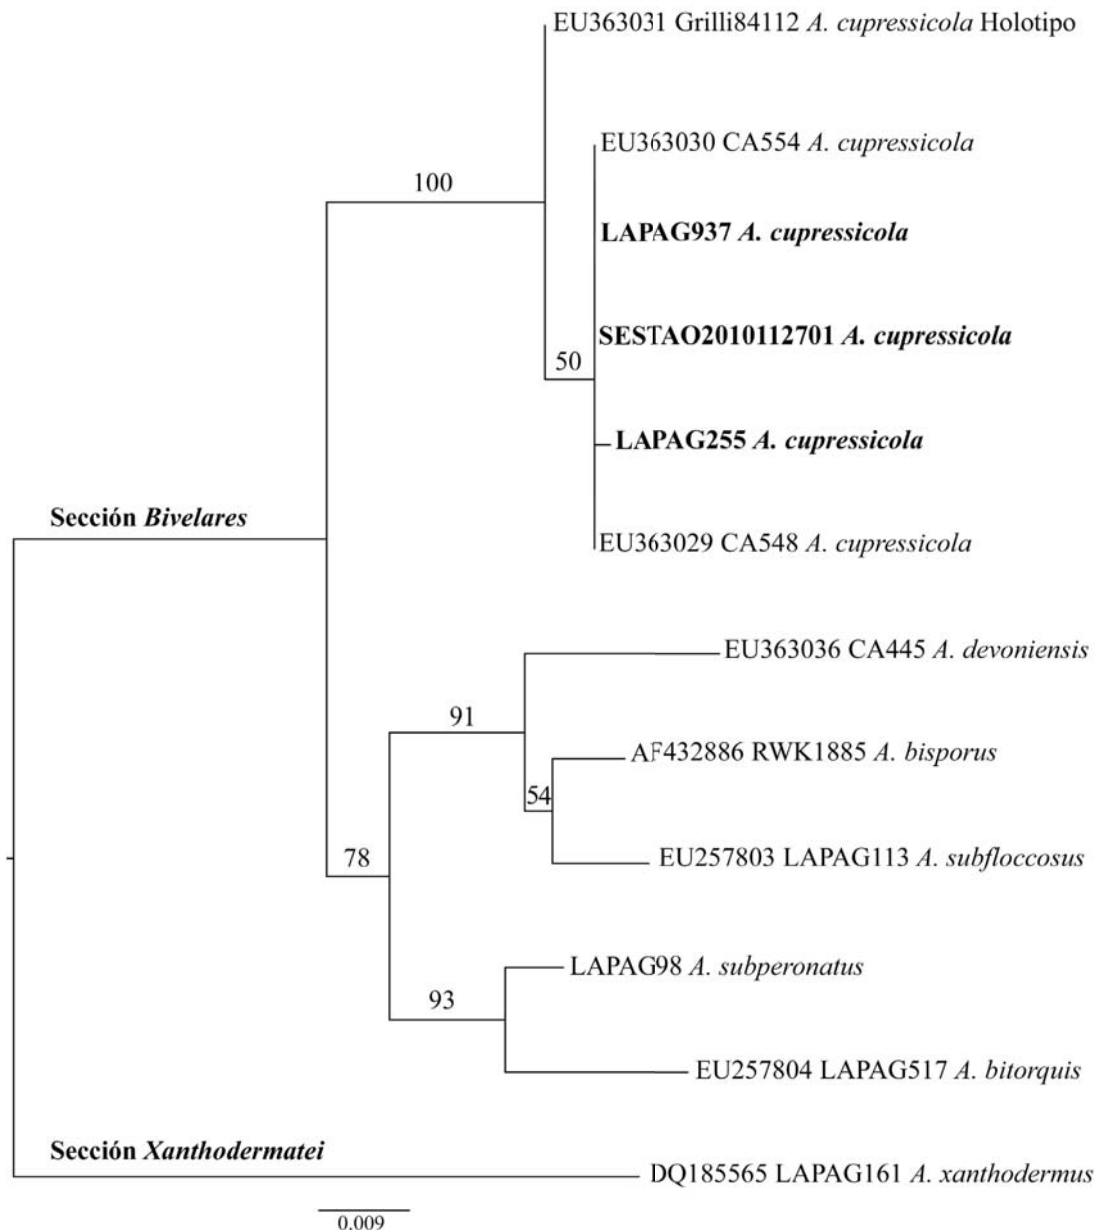 EU363031 Grilli84112 A. cupressicola Holotipo
EU363030 CA554 A. cupressicola
100
LAPAG937 A. cupressicola
SESTAO2010112701 A. cupressicola
50
LAPAG255 A. cupressicola
Sección Bivelares
EU363029 CA548 A. cupressicola
EU363036 CA445 A. devoniensis
91
AF432886 RWK1885 A. bisporus
54
78
EU257803 LAPAG113 A. subfloccosus
LAPAG98 A. subperonatus
93
EU257804 LAPAG517 A. bitorquis
Sección Xanthodermatei
DQ185565 LAPAG161 A. xanthodermus
0.009